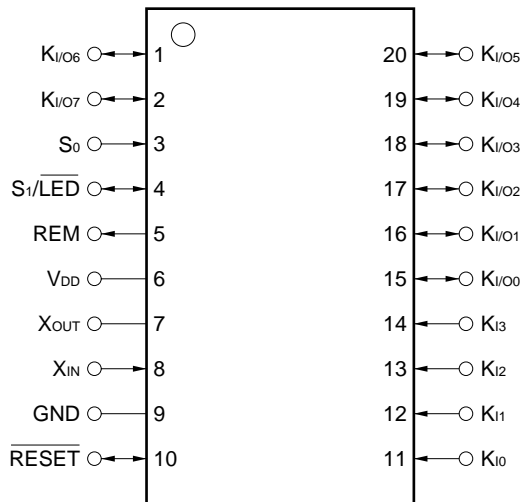 KI/O6 1 20 KI/O5
KI/O7 2 19 KI/O4
S0 3 18 KI/O3
S1/LED 4 17 KI/O2
REM 5 16 KI/O1
VDD 6 15 KI/O0
XOUT 7 14 KI3
XIN 8 13 KI2
GND 9 12 KI1
RESET 10 11 KI0